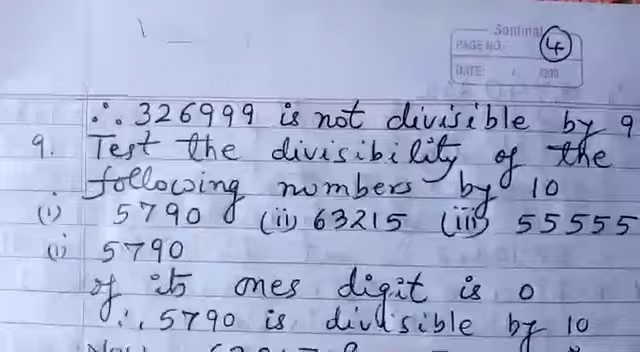 Sentinal
PAGE NO: 4
DATE: / /200
∴ 326999 is not divisible by 9
9. Test the divisibility of the
following numbers by 10
(i) 5790 (ii) 63215 (iii) 55555
(i) 5790
of its ones digit is 0
∴ 5790 is divisible by 10